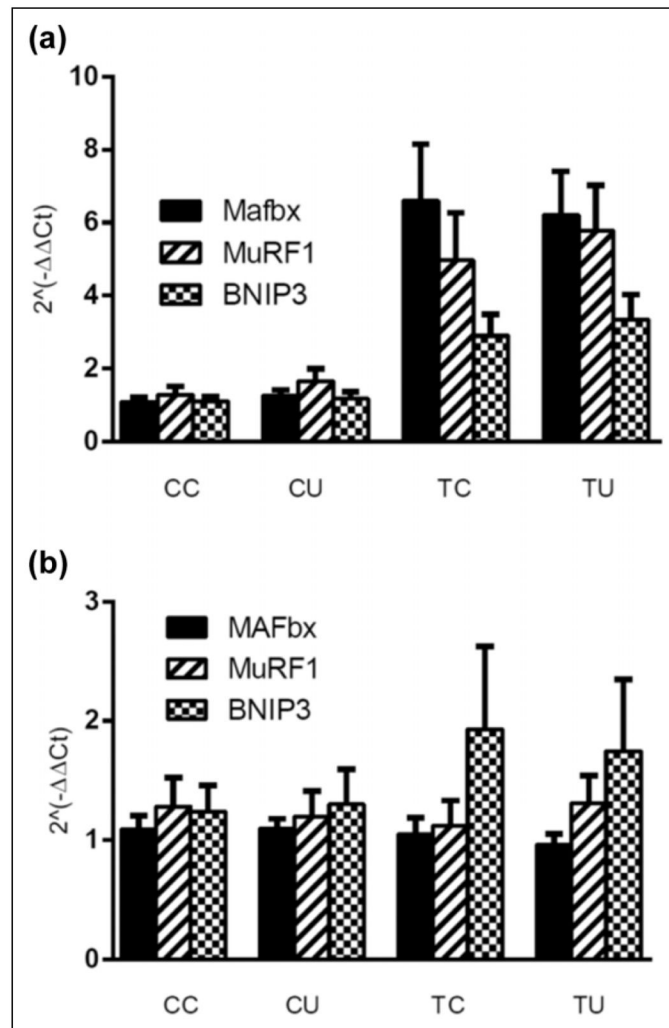 (a)
10
8
6
4
2
0
2^(-ΔΔCt)
Mafbx
MuRF1
BNIP3
CC CU TC TU
(b)
3
2
1
0
2^(-ΔΔCt)
MAFbx
MuRF1
BNIP3
CC CU TC TU